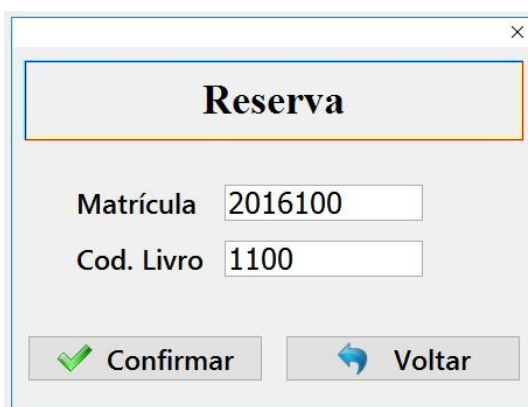 Reserva
Matrícula 2016100
Cod. Livro 1100
Confirmar Voltar